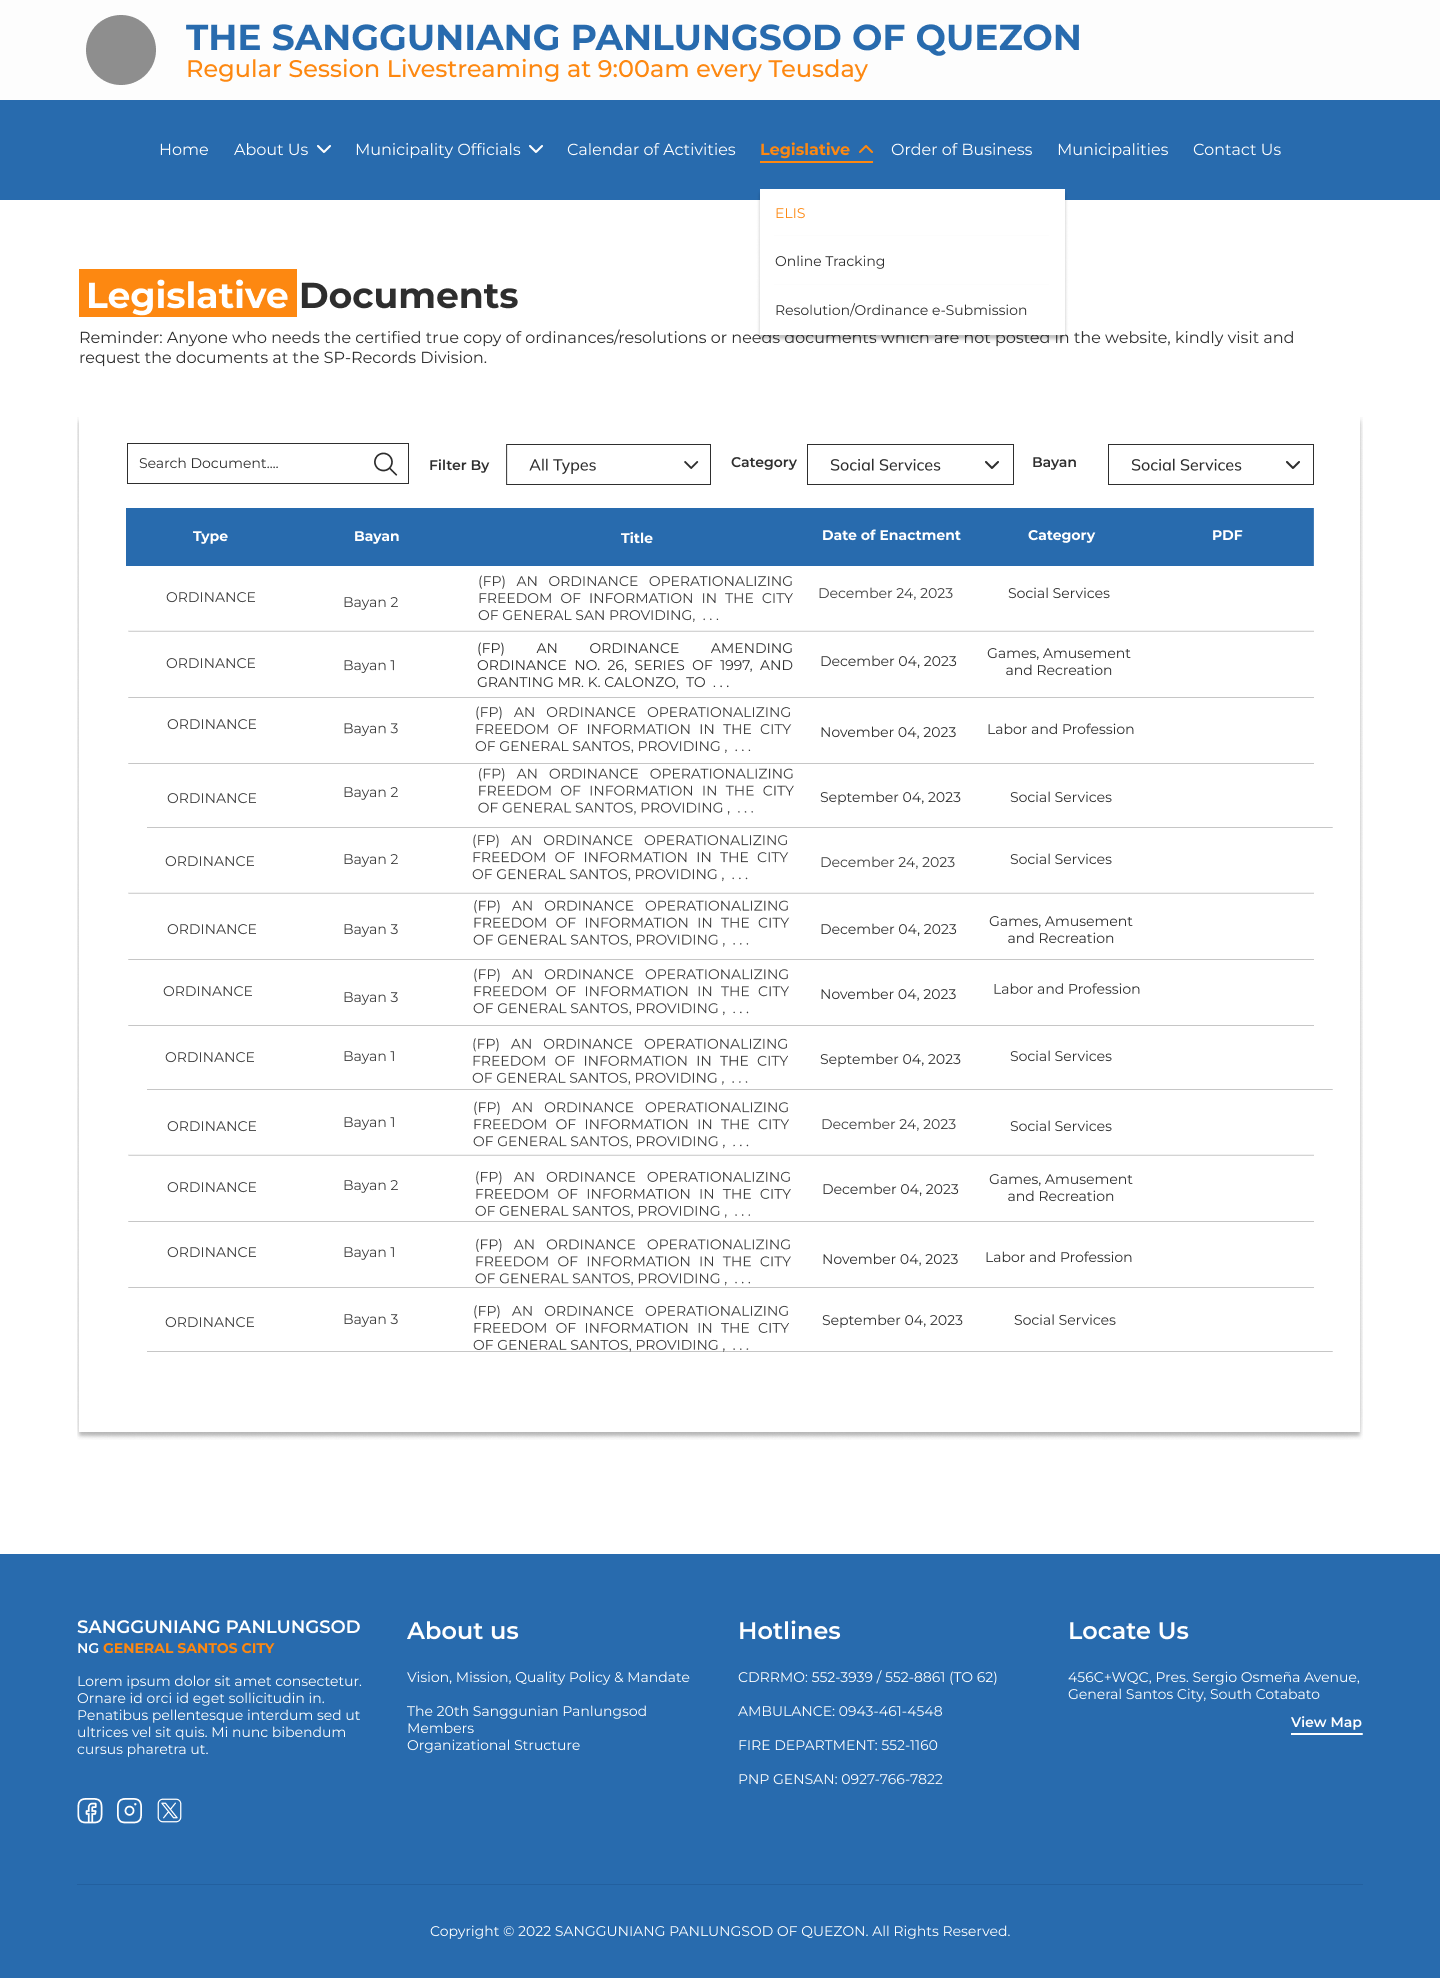 THE SANGGUNIANG PANLUNGSOD OF QUEZON
Regular Session Livestreaming at 9:00am every Teusday
Home About Us Municipality Officials Calendar of Activities Legislative Order of Business Municipalities Contact Us
ELIS
Online Tracking
Resolution/Ordinance e-Submission
Legislative Documents
Reminder: Anyone who needs the certified true copy of ordinances/resolutions or needs documents which are not posted in the website, kindly visit and
request the documents at the SP-Records Division.
Search Document.... Filter By All Types Category Social Services Bayan Social Services
Type Bayan Title Date of Enactment Category PDF
ORDINANCE Bayan 2 (FP) AN ORDINANCE OPERATIONALIZING
FREEDOM OF INFORMATION IN THE CITY
OF GENERAL SAN PROVIDING, . . . December 24, 2023 Social Services
ORDINANCE Bayan 1 (FP) AN ORDINANCE AMENDING
ORDINANCE NO. 26, SERIES OF 1997, AND
GRANTING MR. K. CALONZO, TO . . . December 04, 2023 Games, Amusement
and Recreation
ORDINANCE Bayan 3 (FP) AN ORDINANCE OPERATIONALIZING
FREEDOM OF INFORMATION IN THE CITY
OF GENERAL SANTOS, PROVIDING , . . . November 04, 2023 Labor and Profession
ORDINANCE Bayan 2 (FP) AN ORDINANCE OPERATIONALIZING
FREEDOM OF INFORMATION IN THE CITY
OF GENERAL SANTOS, PROVIDING , . . . September 04, 2023 Social Services
ORDINANCE Bayan 2 (FP) AN ORDINANCE OPERATIONALIZING
FREEDOM OF INFORMATION IN THE CITY
OF GENERAL SANTOS, PROVIDING , . . . December 24, 2023 Social Services
ORDINANCE Bayan 3 (FP) AN ORDINANCE OPERATIONALIZING
FREEDOM OF INFORMATION IN THE CITY
OF GENERAL SANTOS, PROVIDING , . . . December 04, 2023 Games, Amusement
and Recreation
ORDINANCE Bayan 3 (FP) AN ORDINANCE OPERATIONALIZING
FREEDOM OF INFORMATION IN THE CITY
OF GENERAL SANTOS, PROVIDING , . . . November 04, 2023 Labor and Profession
ORDINANCE Bayan 1 (FP) AN ORDINANCE OPERATIONALIZING
FREEDOM OF INFORMATION IN THE CITY
OF GENERAL SANTOS, PROVIDING , . . . September 04, 2023 Social Services
ORDINANCE Bayan 1 (FP) AN ORDINANCE OPERATIONALIZING
FREEDOM OF INFORMATION IN THE CITY
OF GENERAL SANTOS, PROVIDING , . . . December 24, 2023 Social Services
ORDINANCE Bayan 2 (FP) AN ORDINANCE OPERATIONALIZING
FREEDOM OF INFORMATION IN THE CITY
OF GENERAL SANTOS, PROVIDING , . . . December 04, 2023 Games, Amusement
and Recreation
ORDINANCE Bayan 1 (FP) AN ORDINANCE OPERATIONALIZING
FREEDOM OF INFORMATION IN THE CITY
OF GENERAL SANTOS, PROVIDING , . . . November 04, 2023 Labor and Profession
ORDINANCE Bayan 3 (FP) AN ORDINANCE OPERATIONALIZING
FREEDOM OF INFORMATION IN THE CITY
OF GENERAL SANTOS, PROVIDING , . . . September 04, 2023 Social Services
SANGGUNIANG PANLUNGSOD
NG GENERAL SANTOS CITY
Lorem ipsum dolor sit amet consectetur.
Ornare id orci id eget sollicitudin in.
Penatibus pellentesque interdum sed ut
ultrices vel sit quis. Mi nunc bibendum
cursus pharetra ut.
About us
Vision, Mission, Quality Policy & Mandate
The 20th Sanggunian Panlungsod
Members
Organizational Structure
Hotlines
CDRRMO: 552-3939 / 552-8861 (TO 62)
AMBULANCE: 0943-461-4548
FIRE DEPARTMENT: 552-1160
PNP GENSAN: 0927-766-7822
Locate Us
456C+WQC, Pres. Sergio Osmeña Avenue,
General Santos City, South Cotabato
View Map
Copyright © 2022 SANGGUNIANG PANLUNGSOD OF QUEZON. All Rights Reserved.